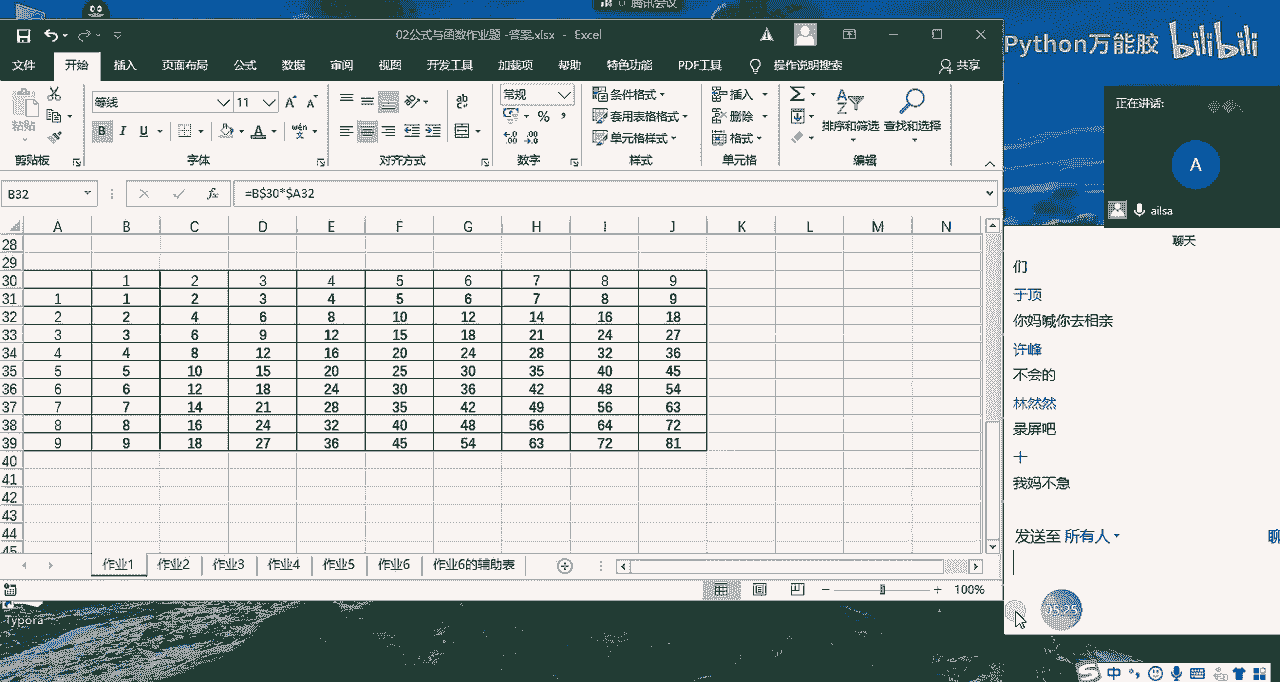 腾讯会议
02公式与函数作业题 -答案.xlsx - Excel
文件 开始 插入 页面布局 公式 数据 审阅 视图 开发工具 加载项 帮助 特色功能 PDF工具 操作说明搜索 共享
粘贴
等线 11
B I U
常规
条件格式
套用表格格式
单元格样式
插入
删除
格式
排序和筛选 查找和选择
剪贴板 字体 对齐方式 数字 样式 单元格 编辑
B32 fx =B$30*$A32
A B C D E F G H I J K L M N
28
29
30 1 2 3 4 5 6 7 8 9
31 1 1 2 3 4 5 6 7 8 9
32 2 2 4 6 8 10 12 14 16 18
33 3 3 6 9 12 15 18 21 24 27
34 4 4 8 12 16 20 24 28 32 36
35 5 5 10 15 20 25 30 35 40 45
36 6 6 12 18 24 30 36 42 48 54
37 7 7 14 21 28 35 42 49 56 63
38 8 8 16 24 32 40 48 56 64 72
39 9 9 18 27 36 45 54 63 72 81
40
41
42
43
44
45
作业1 作业2 作业3 作业4 作业5 作业6 作业6的辅助表
100%
Typora
Python万能胶 bilibili
正在讲话:
A
ailsa
聊天
们
于顶
你妈喊你去相亲
许峰
不会的
林然然
录屏吧
十
我妈不急
发送至 所有人
聊
中